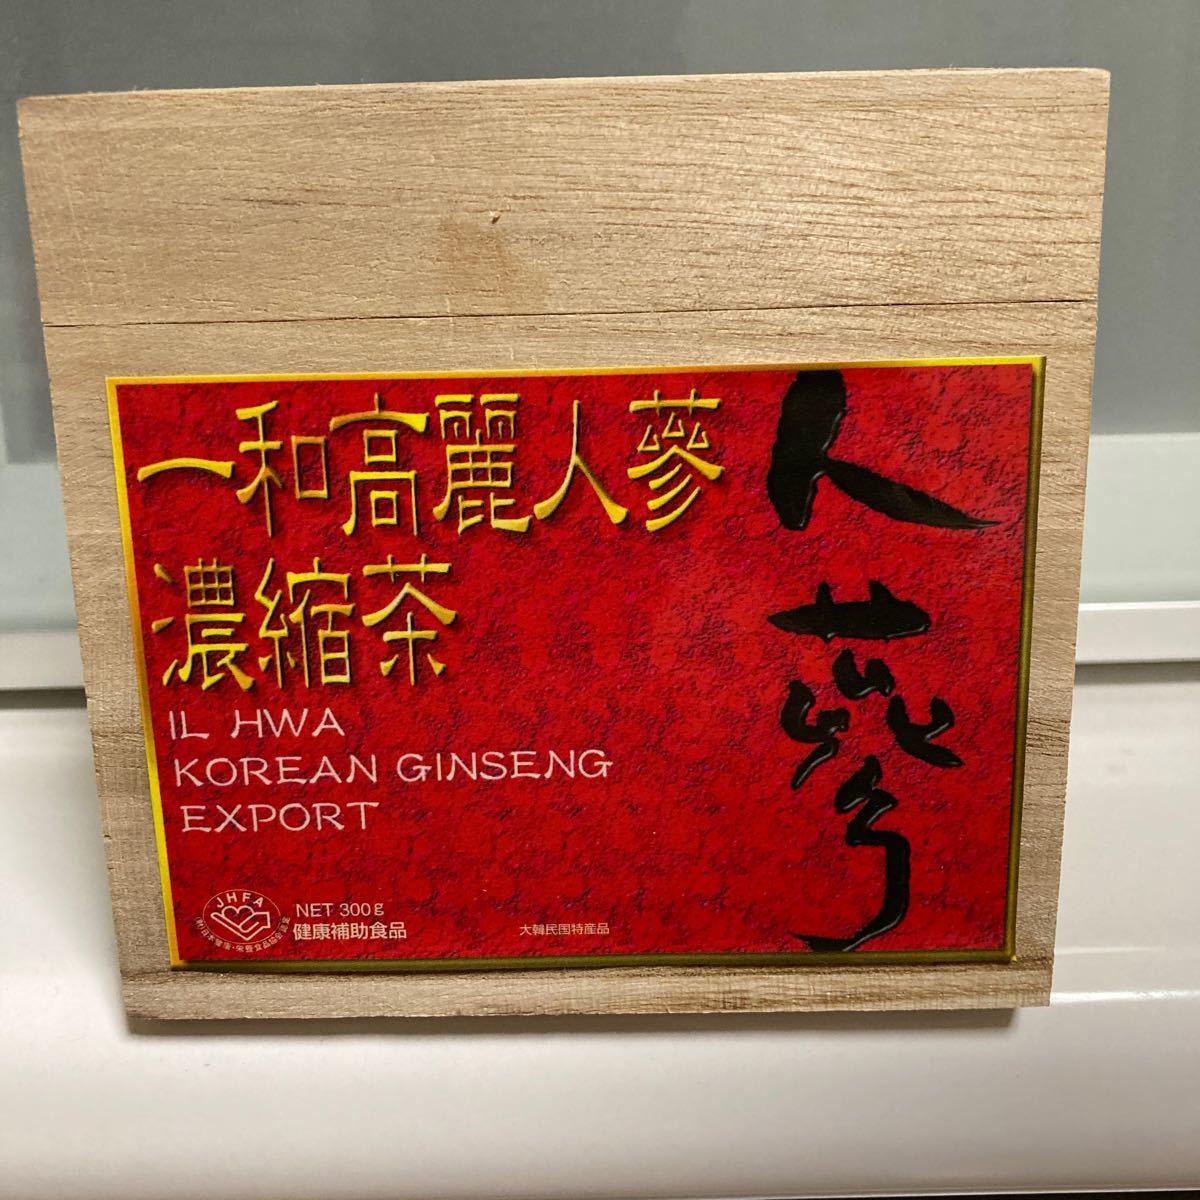 一和高麗人蔘
濃縮茶
IL HWA
KOREAN GINSENG
EXPORT
人蔘
JHFA
NET 300g
健康補助食品
大韓民国特産品